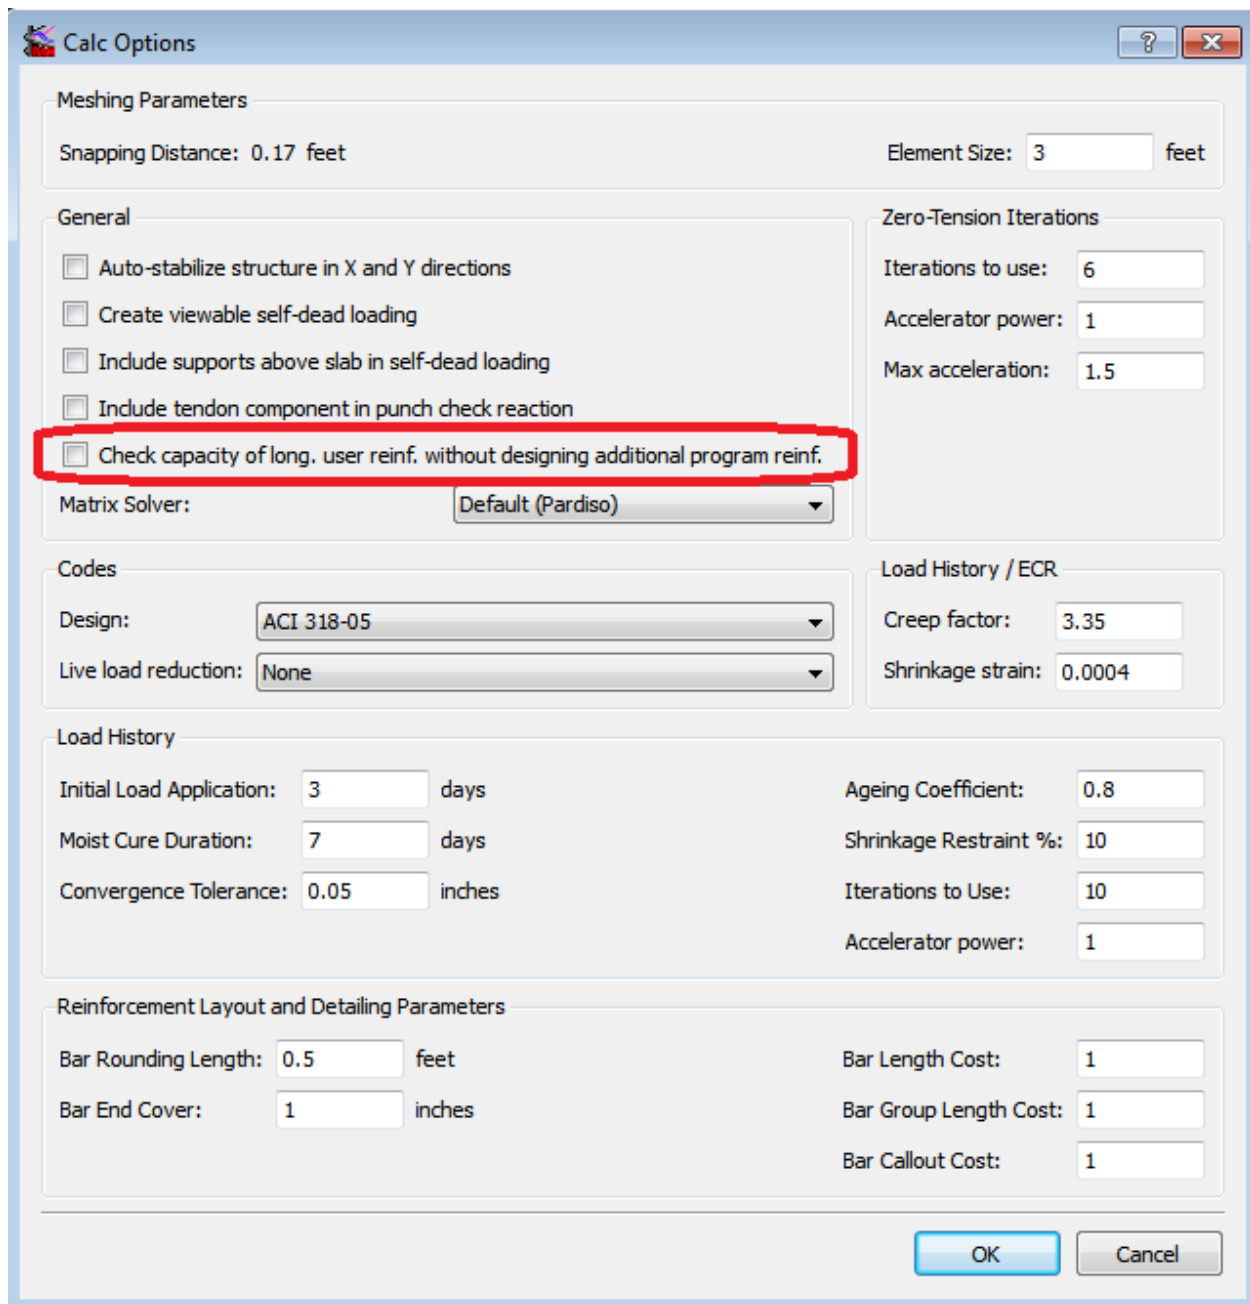 Calc Options
Meshing Parameters
Snapping Distance: 0.17 feet Element Size: 3 feet
General Zero-Tension Iterations
Auto-stabilize structure in X and Y directions Iterations to use: 6
Create viewable self-dead loading Accelerator power: 1
Include supports above slab in self-dead loading Max acceleration: 1.5
Include tendon component in punch check reaction
Check capacity of long. user reinf. without designing additional program reinf.
Matrix Solver: Default (Pardiso)
Codes Load History / ECR
Design: ACI 318-05 Creep factor: 3.35
Live load reduction: None Shrinkage strain: 0.0004
Load History
Initial Load Application: 3 days Ageing Coefficient: 0.8
Moist Cure Duration: 7 days Shrinkage Restraint %: 10
Convergence Tolerance: 0.05 inches Iterations to Use: 10
Accelerator power: 1
Reinforcement Layout and Detailing Parameters
Bar Rounding Length: 0.5 feet Bar Length Cost: 1
Bar End Cover: 1 inches Bar Group Length Cost: 1
Bar Callout Cost: 1
OK Cancel